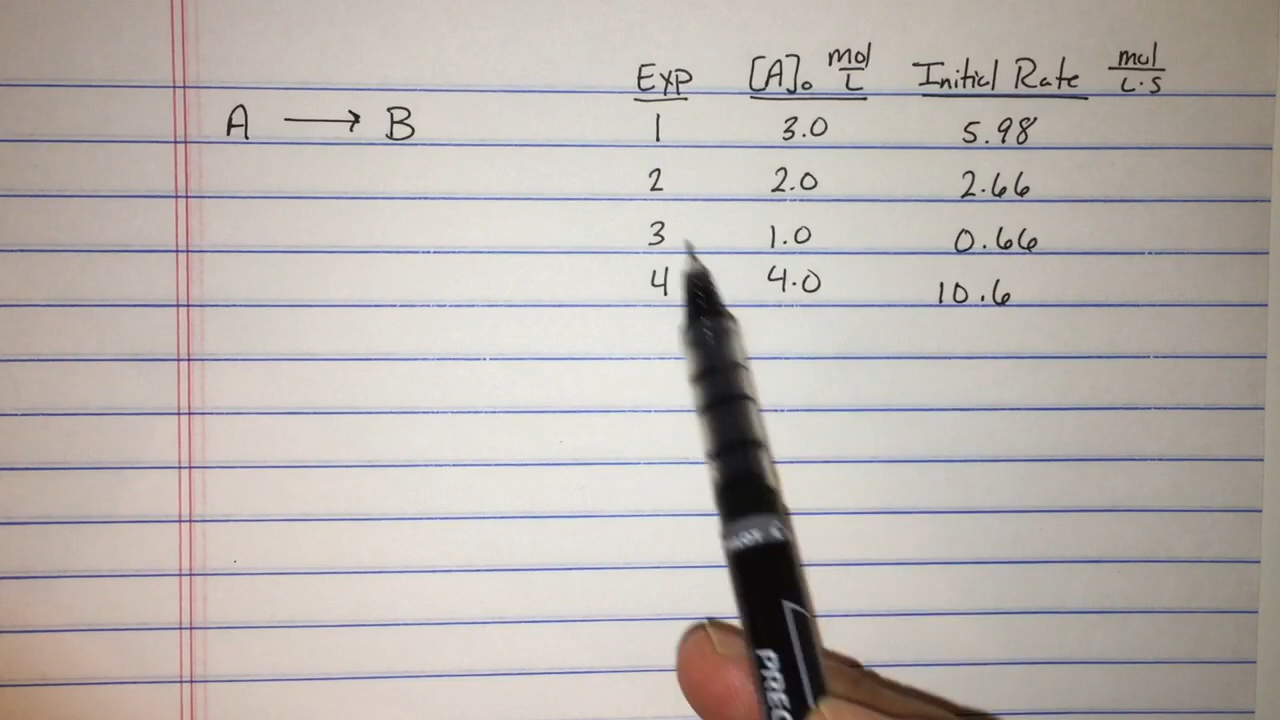 Exp [A]₀ mol/L Initial Rate mol/L·s
A → B
1 3.0 5.98
2 2.0 2.66
3 1.0 0.66
4 4.0 10.6
PREC